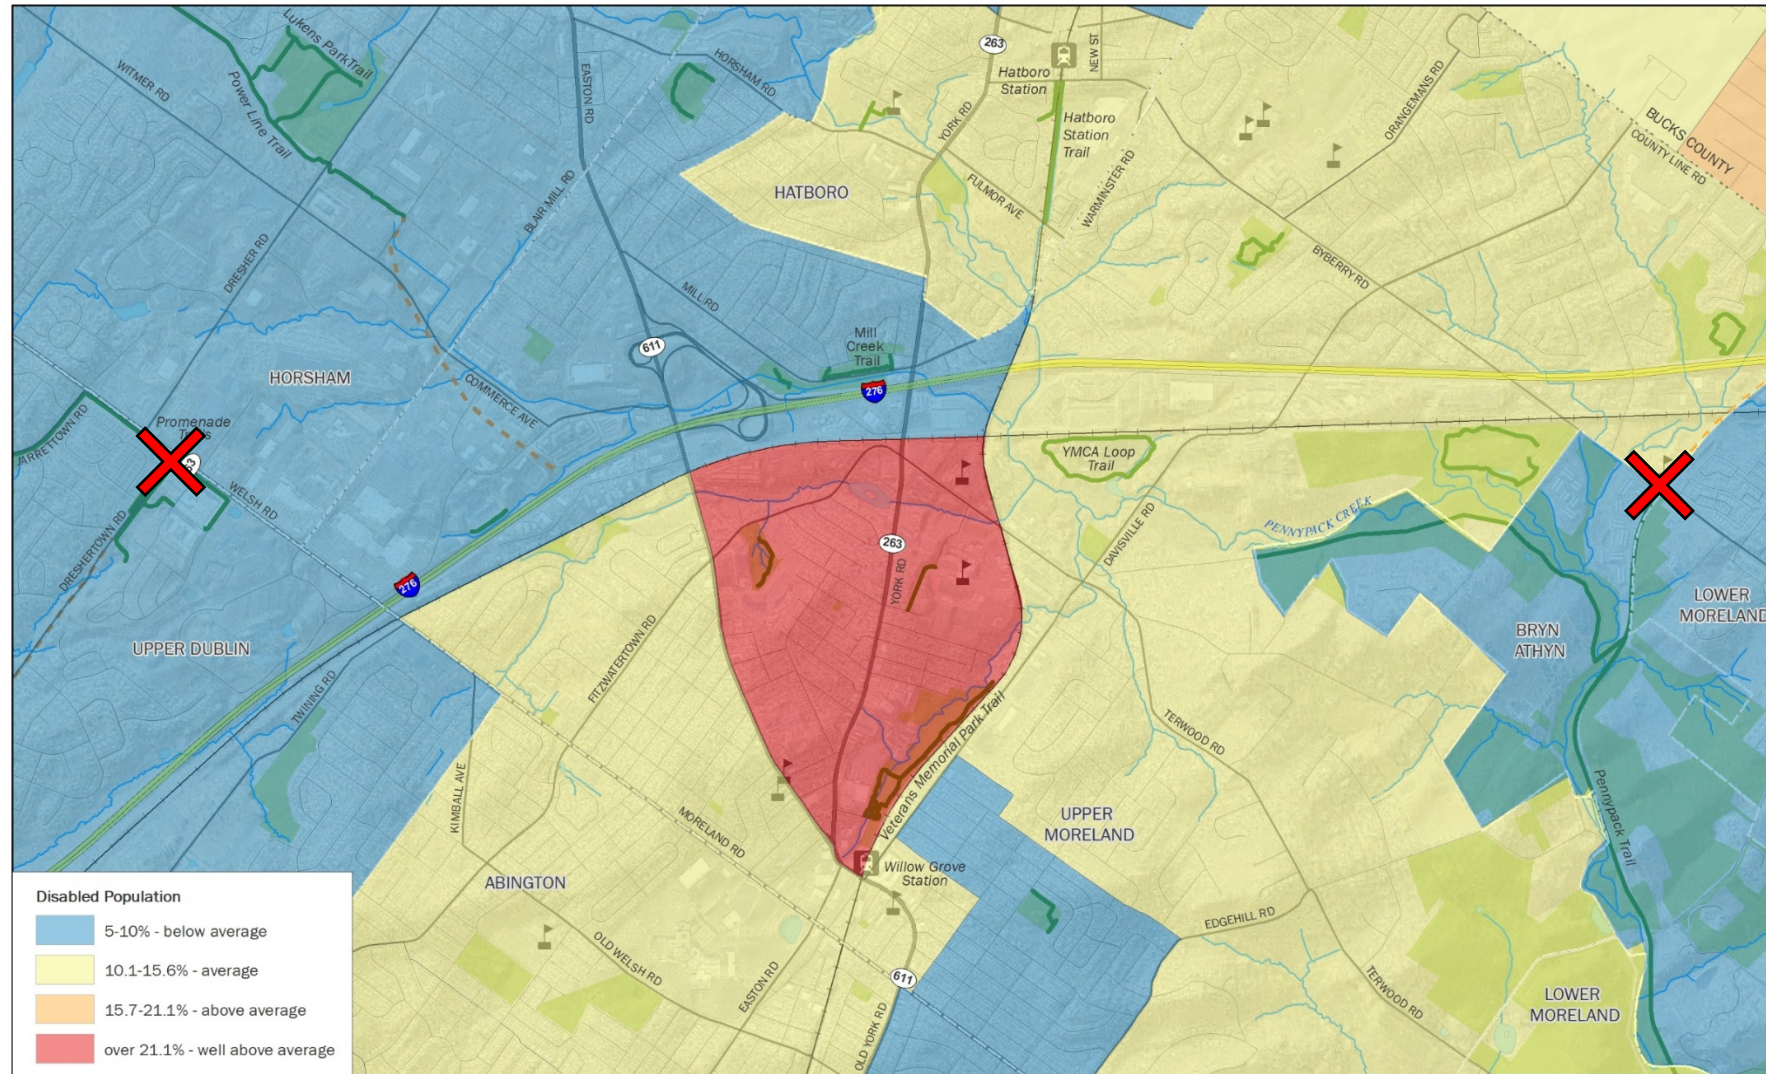 Lukens Park Trail
WITMER RD
Power Line Trail
EASTON RD
HORSHAM RD
263
Hatboro
Station
NEW ST
ORANGEMANS RD
BUCKS COUNTY
COUNTY LINE RD
YORK RD
Hatboro
Station
Trail
FULMOR AVE
WARMINSTER RD
HATBORO
BLAIR MILL RD
DRESHER RD
BYBERRY RD
MILL RD
611
Mill
Creek
Trail
276
HORSHAM
COMMERCE AVE
Promenade
WELSH RD
DRESHERTOWN RD
YMCA Loop
Trail
PENNYPACK CREEK
DAVISVILLE RD
263
YORK RD
276
LOWER
MORELAND
BRYN
ATHYN
UPPER DUBLIN
TWINING RD
FITZWATERTOWN RD
Veterans Memorial Park Trail
TERWOOD RD
KIMBALL AVE
MORELAND RD
UPPER
MORELAND
Pennypack Trail
Willow Grove
Station
ABINGTON
EDGEHILL RD
OLD WELSH RD
EASTON RD
611
OLD YORK RD
TERWOOD RD
LOWER
MORELAND
Disabled Population
5-10% - below average
10.1-15.6% - average
15.7-21.1% - above average
over 21.1% - well above average